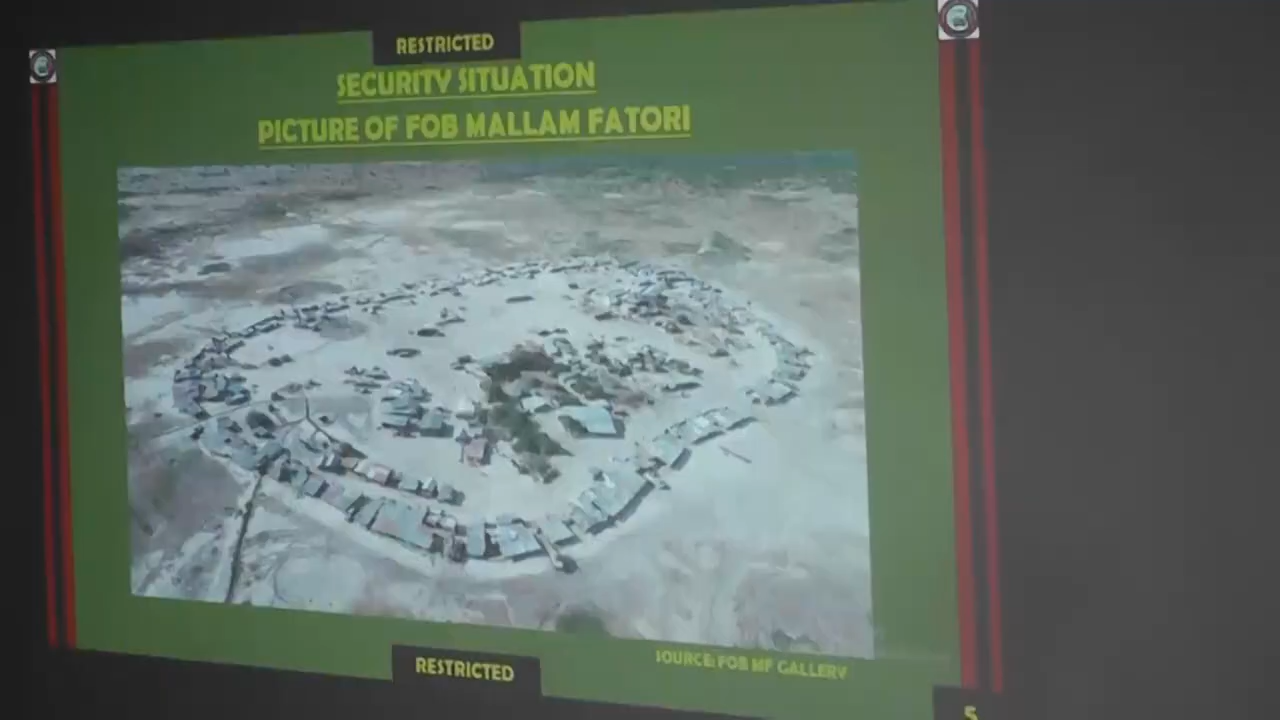 RESTRICTED
SECURITY SITUATION
PICTURE OF FOB MALLAM FATORI
RESTRICTED
SOURCE: FOB MF GALLERY
5